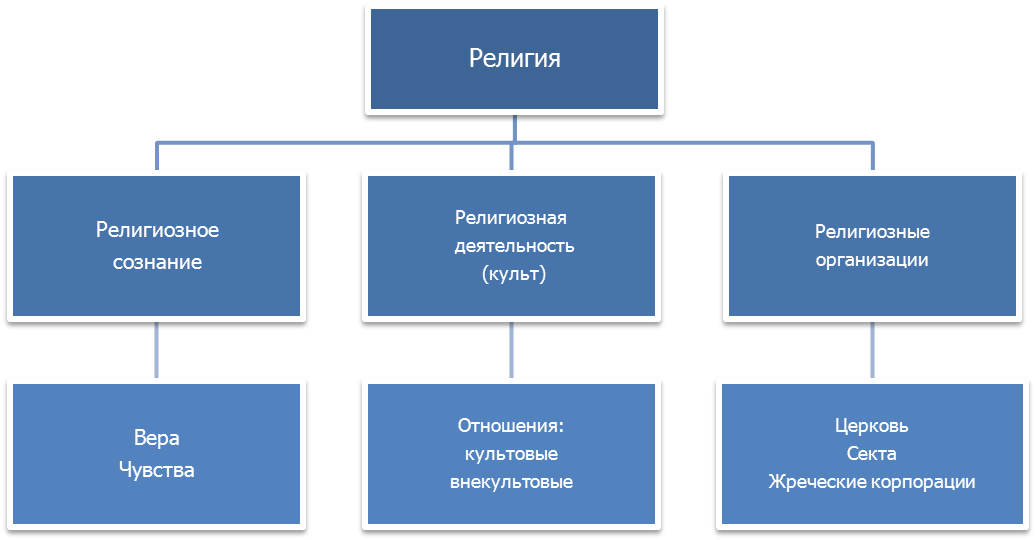 Религия
Религиозное
сознание
Религиозная
деятельность
(культ)
Религиозные
организации
Вера
Чувства
Отношения:
культовые
внекультовые
Церковь
Секта
Жреческие корпорации